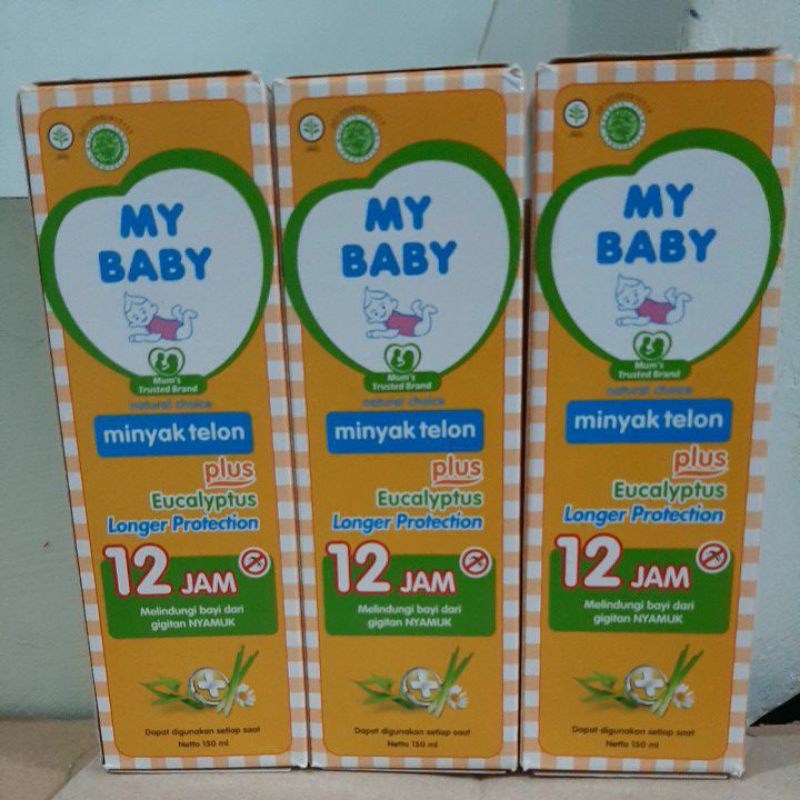 MY
BABY
Mum's
Trusted Brand
natural choice
minyak telon
plus
Eucalyptus
Longer Protection
12 JAM
Melindungi bayi dari
gigitan NYAMUK
Dapat digunakan setiap saat
Netto 150 ml
MY
BABY
Mum's
Trusted Brand
natural choice
minyak telon
plus
Eucalyptus
Longer Protection
12 JAM
Melindungi bayi dari
gigitan NYAMUK
Dapat digunakan setiap saat
Netto 150 ml
MY
BABY
Mum's
Trusted Brand
natural choice
minyak telon
plus
Eucalyptus
Longer Protection
12 JAM
Melindungi bayi dari
gigitan NYAMUK
Dapat digunakan setiap saat
Netto 150 ml